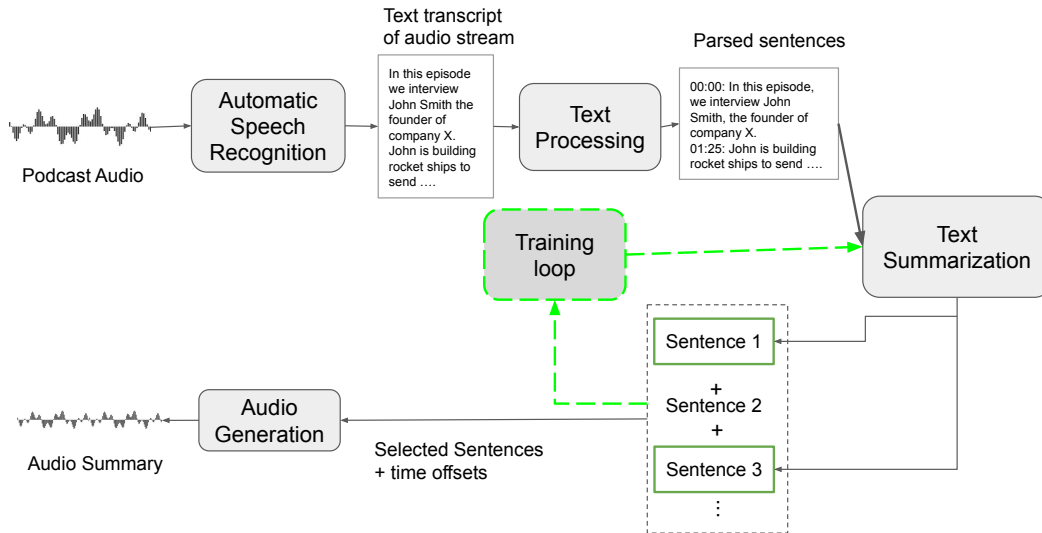 Text transcript
of audio stream
Parsed sentences
Podcast Audio
Automatic
Speech
Recognition
In this episode
we interview
John Smith the
founder of
company X.
John is building
rocket ships to
send ....
Text
Processing
00:00: In this episode,
we interview John
Smith, the founder of
company X.
01:25: John is building
rocket ships to send ....
Training
loop
Text
Summarization
Sentence 1
+
Sentence 2
+
Sentence 3
⋮
Selected Sentences
+ time offsets
Audio
Generation
Audio Summary